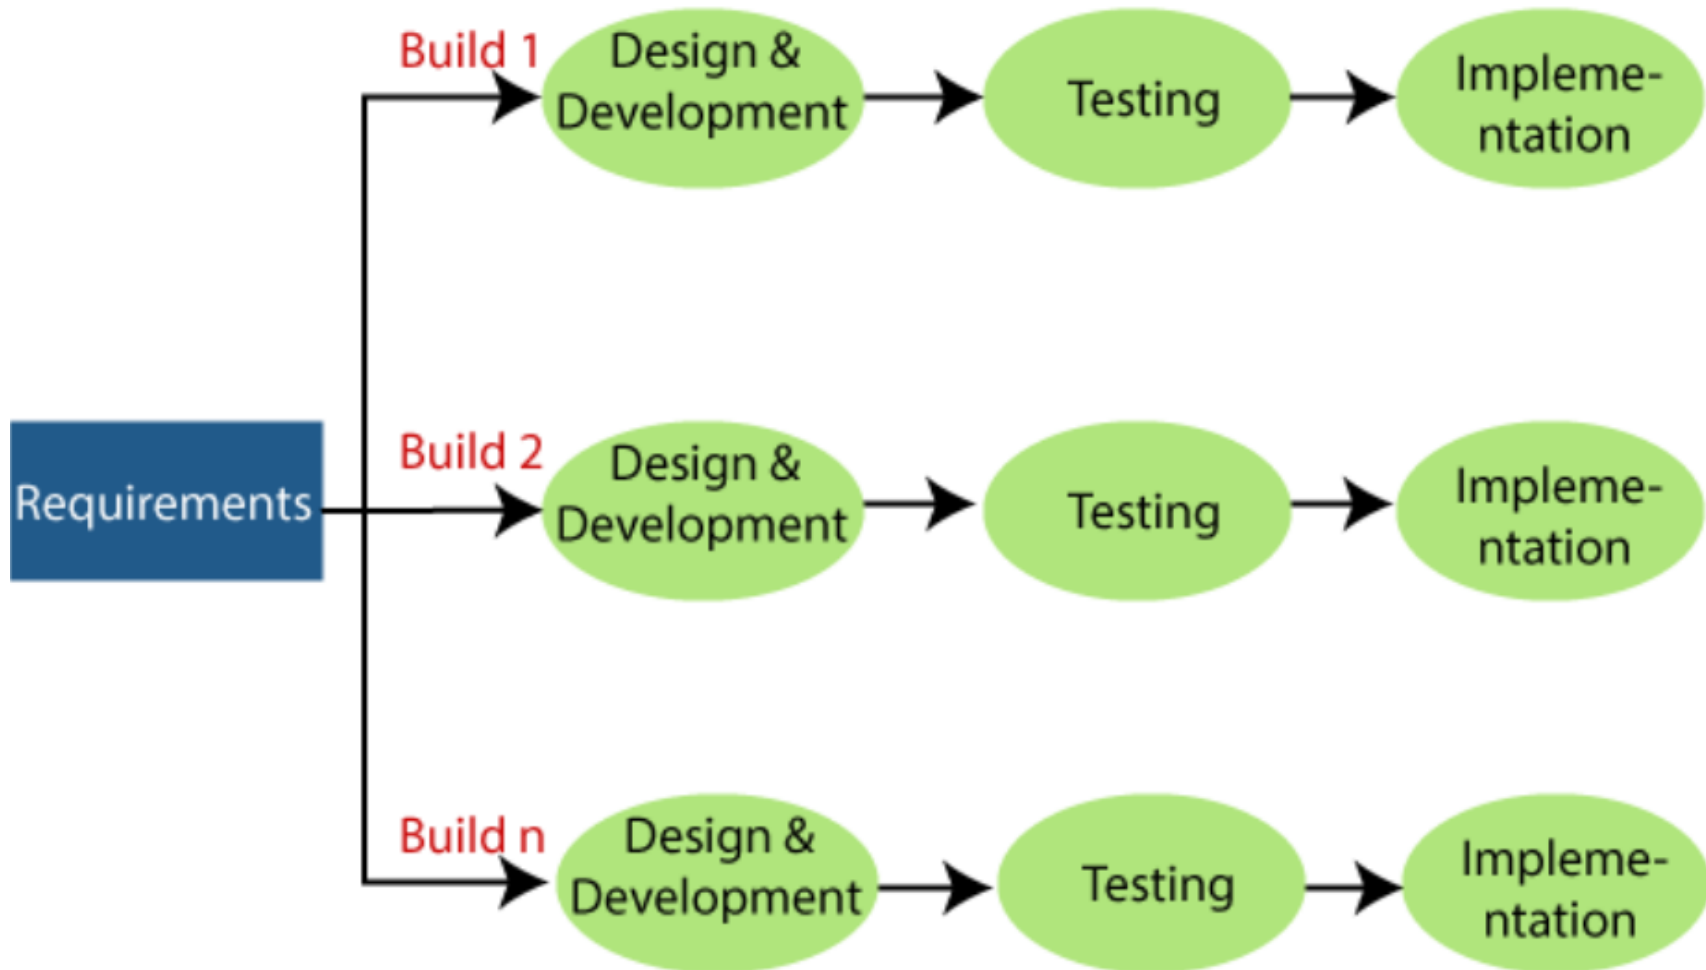 Build 1
Design &
Development
Testing
Impleme-
ntation
Requirements
Build 2
Design &
Development
Testing
Impleme-
ntation
Build n
Design &
Development
Testing
Impleme-
ntation